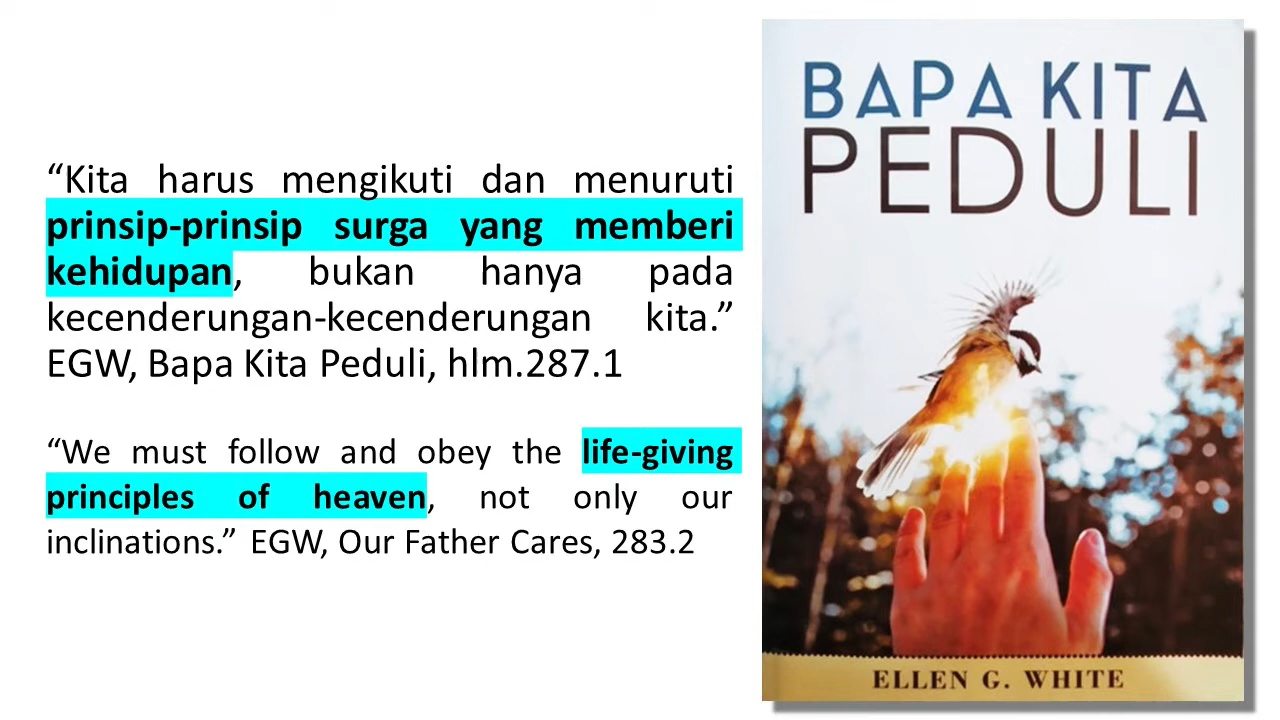 “Kita harus mengikuti dan menuruti
prinsip-prinsip surga yang memberi
kehidupan, bukan hanya pada
kecenderungan-kecenderungan kita.”
EGW, Bapa Kita Peduli, hlm.287.1
“We must follow and obey the life-giving
principles of heaven, not only our
inclinations.” EGW, Our Father Cares, 283.2
BAPA KITA
PEDULI
ELLEN G. WHITE